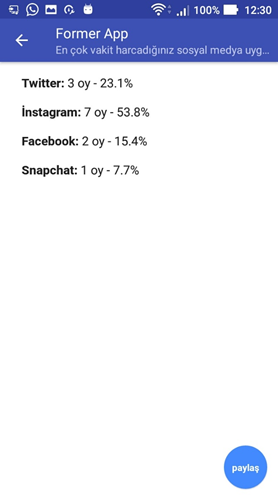 100% 12:30
Former App
En çok vakit harcadığınız sosyal medya uyg...
Twitter: 3 oy - 23.1%
İnstagram: 7 oy - 53.8%
Facebook: 2 oy - 15.4%
Snapchat: 1 oy - 7.7%
paylaş